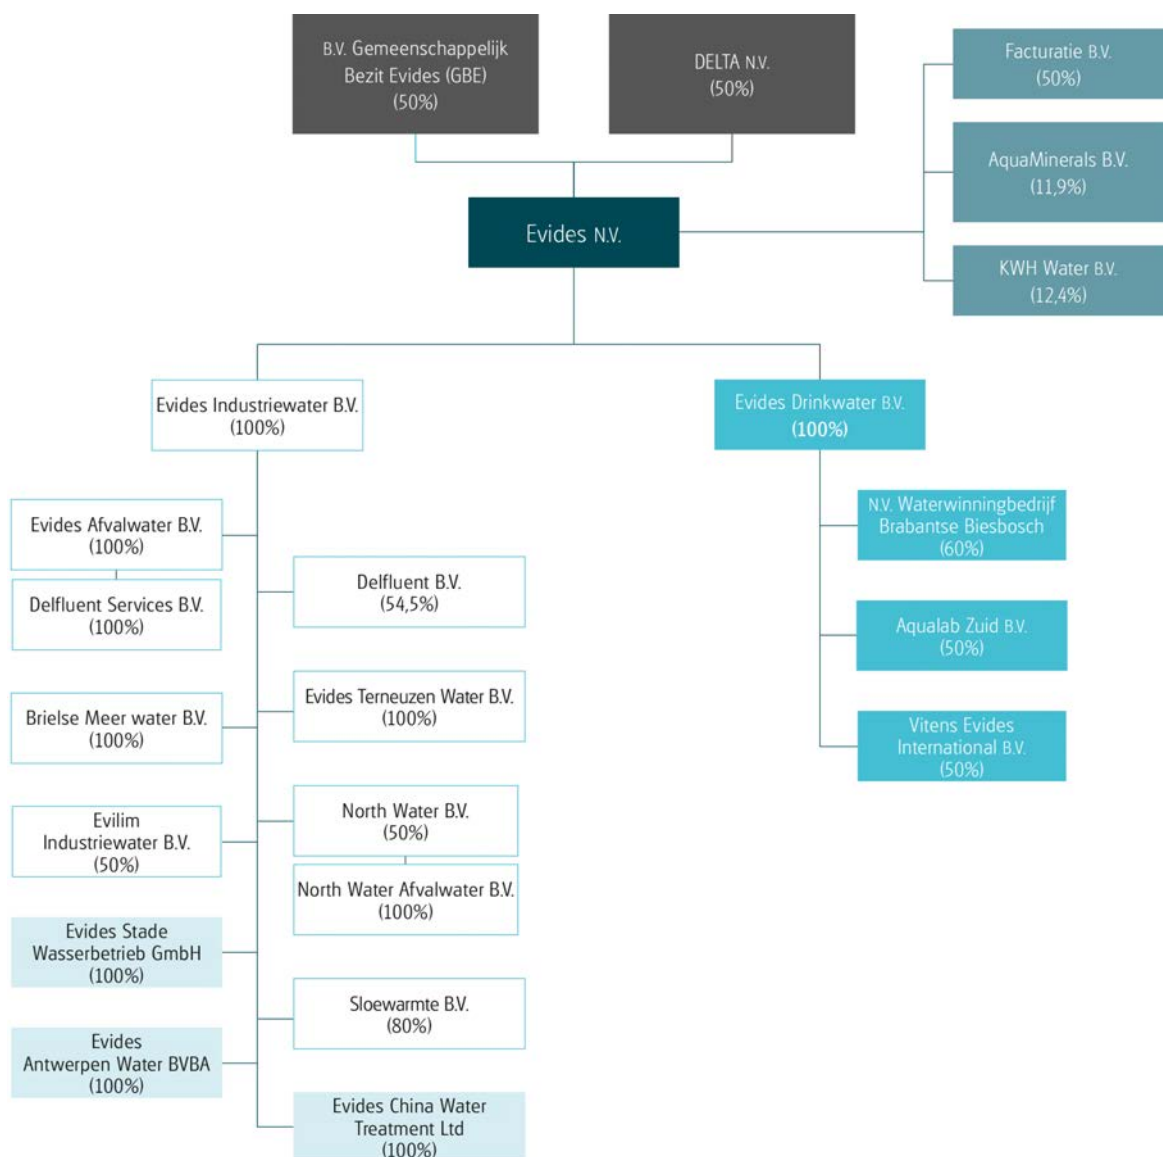 B.V. Gemeenschappelijk
Bezit Evides (GBE)
(50%)
DELTA N.V.
(50%)
Facturatie B.V.
(50%)
AquaMinerals B.V.
(11,9%)
KWH Water B.V.
(12,4%)
Evides N.V.
Evides Industriewater B.V.
(100%)
Evides Drinkwater B.V.
(100%)
Evides Afvalwater B.V.
(100%)
Delfluent Services B.V.
(100%)
Brielse Meer water B.V.
(100%)
Evilim
Industriewater B.V.
(50%)
Evides Stade
Wasserbetrieb GmbH
(100%)
Evides
Antwerpen Water BVBA
(100%)
Delfluent B.V.
(54,5%)
Evides Terneuzen Water B.V.
(100%)
North Water B.V.
(50%)
North Water Afvalwater B.V.
(100%)
Sloewarmte B.V.
(80%)
Evides China Water
Treatment Ltd
(100%)
N.V. Waterwinningbedrijf
Brabantse Biesbosch
(60%)
Aqualab Zuid B.V.
(50%)
Vitens Evides
International B.V.
(50%)